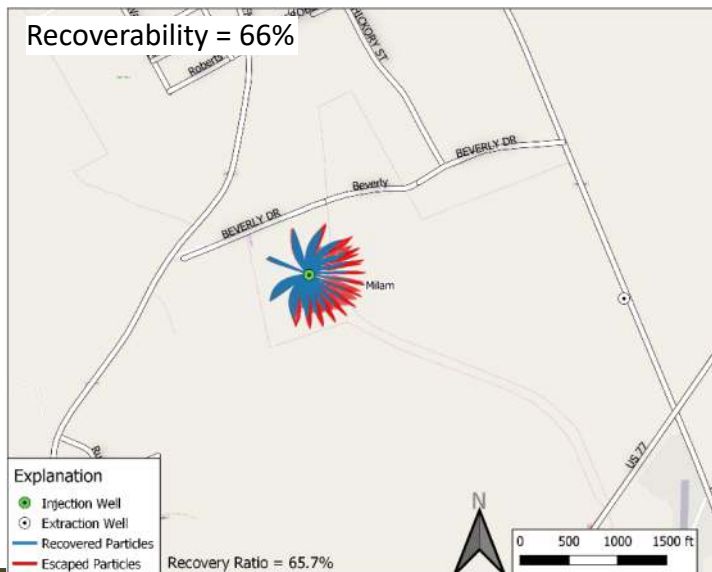 Recoverability = 66%
Roberts
HICKORY ST
BEVERLY DR
Beverly
BEVERLY DR
Milam
US 77
Explanation
Injection Well
Extraction Well
Recovered Particles
Escaped Particles
Recovery Ratio = 65.7%
N
0 500 1000 1500 ft